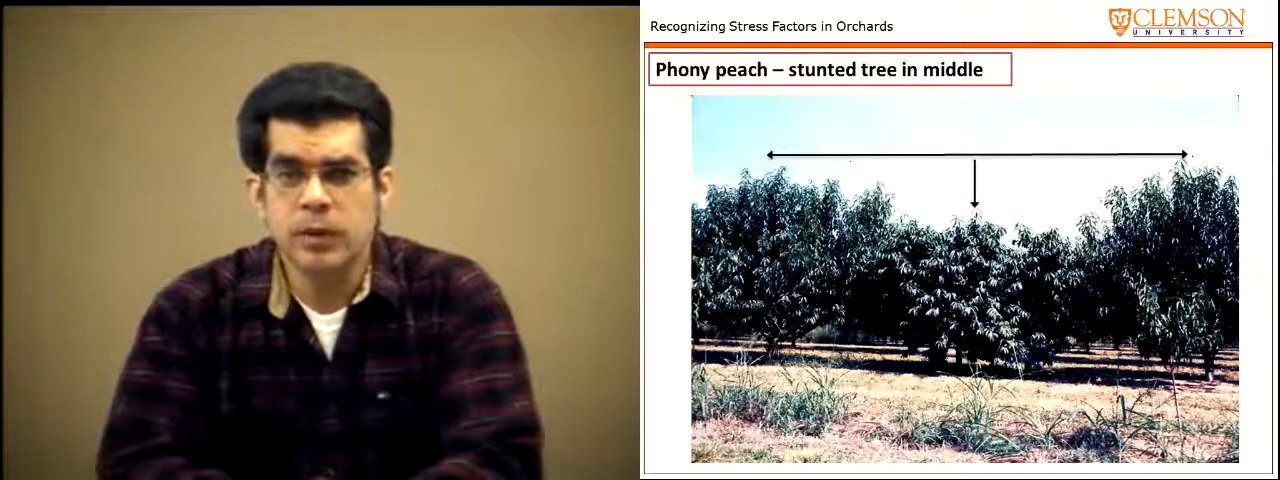 Recognizing Stress Factors in Orchards
CLEMSON
UNIVERSITY
Phony peach – stunted tree in middle